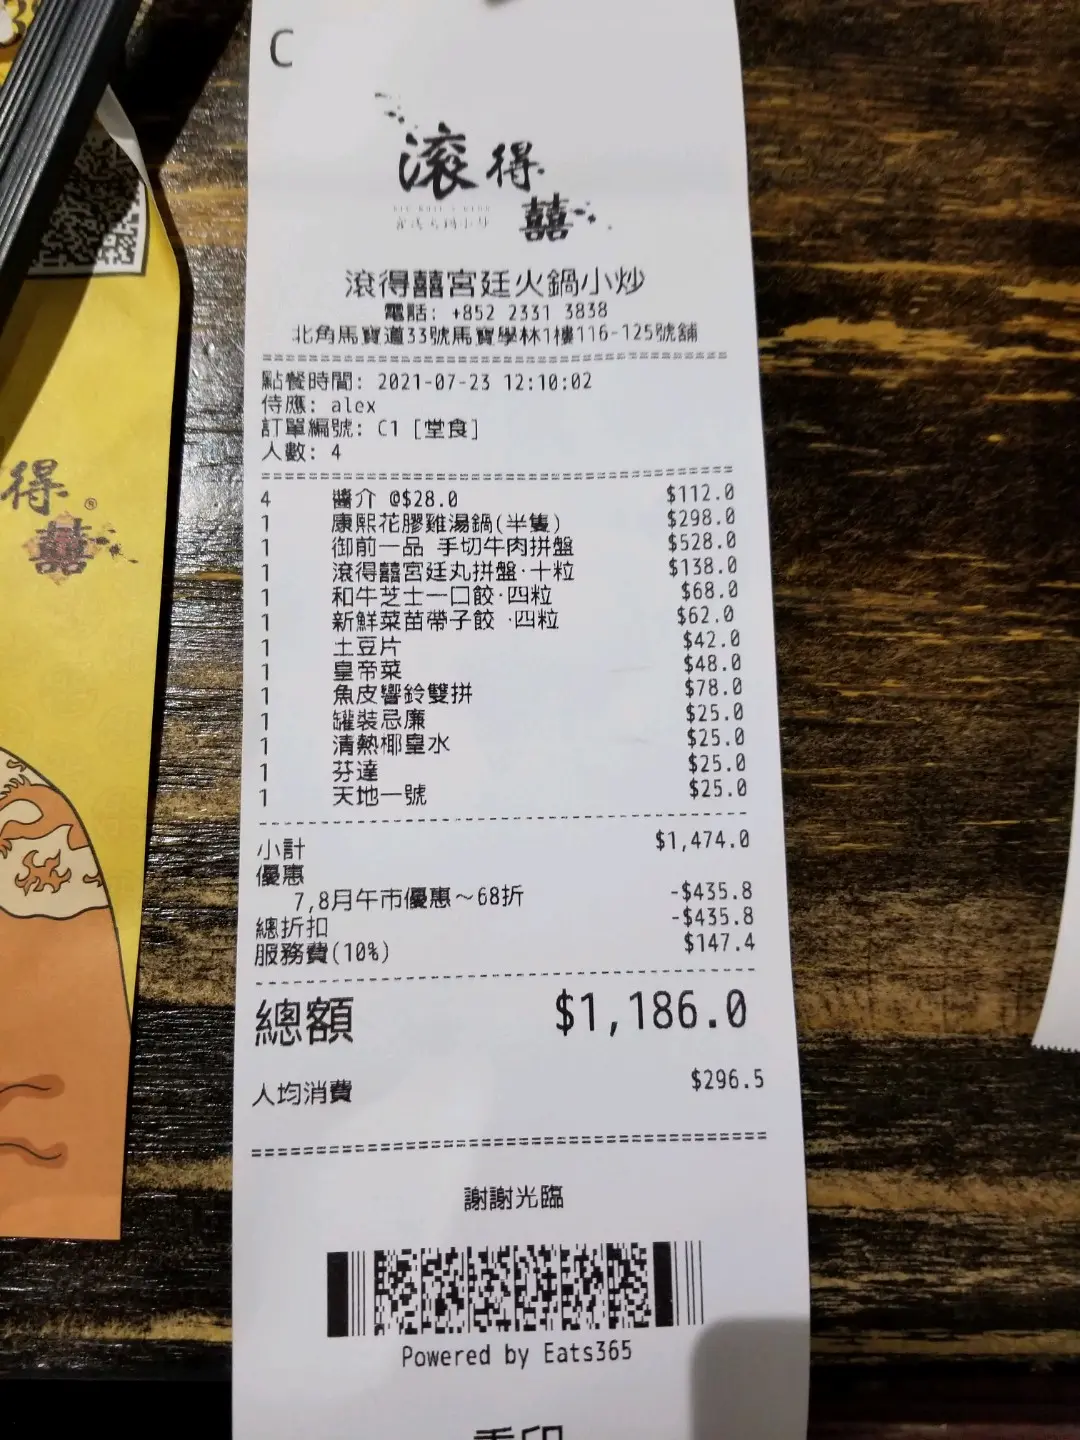 C
滾得
囍
滾得囍宮廷火鍋小炒
電話: +852 2331 3838
北角馬寶道33號馬寶學林1樓116-125號舖
點餐時間: 2021-07-23 12:10:02
侍應: alex
訂單編號: C1 [堂食]
人數: 4
4 醬介 @$28.0 $112.0
1 康熙花膠雞湯鍋(半隻) $298.0
1 御前一品 手切牛肉拼盤 $528.0
1 滾得囍宮廷丸拼盤·十粒 $138.0
1 和牛芝士一口餃·四粒 $68.0
1 新鮮菜苗帶子餃 ·四粒 $62.0
1 土豆片 $42.0
1 皇帝菜 $48.0
1 魚皮響鈴雙拼 $78.0
1 罐裝忌廉 $25.0
1 清熱椰皇水 $25.0
1 芬達 $25.0
1 天地一號 $25.0
小計 $1,474.0
優惠
7,8月午市優惠～68折 -$435.8
總折扣 -$435.8
服務費(10%) $147.4
總額 $1,186.0
人均消費 $296.5
謝謝光臨
Powered by Eats365
重印
得
囍